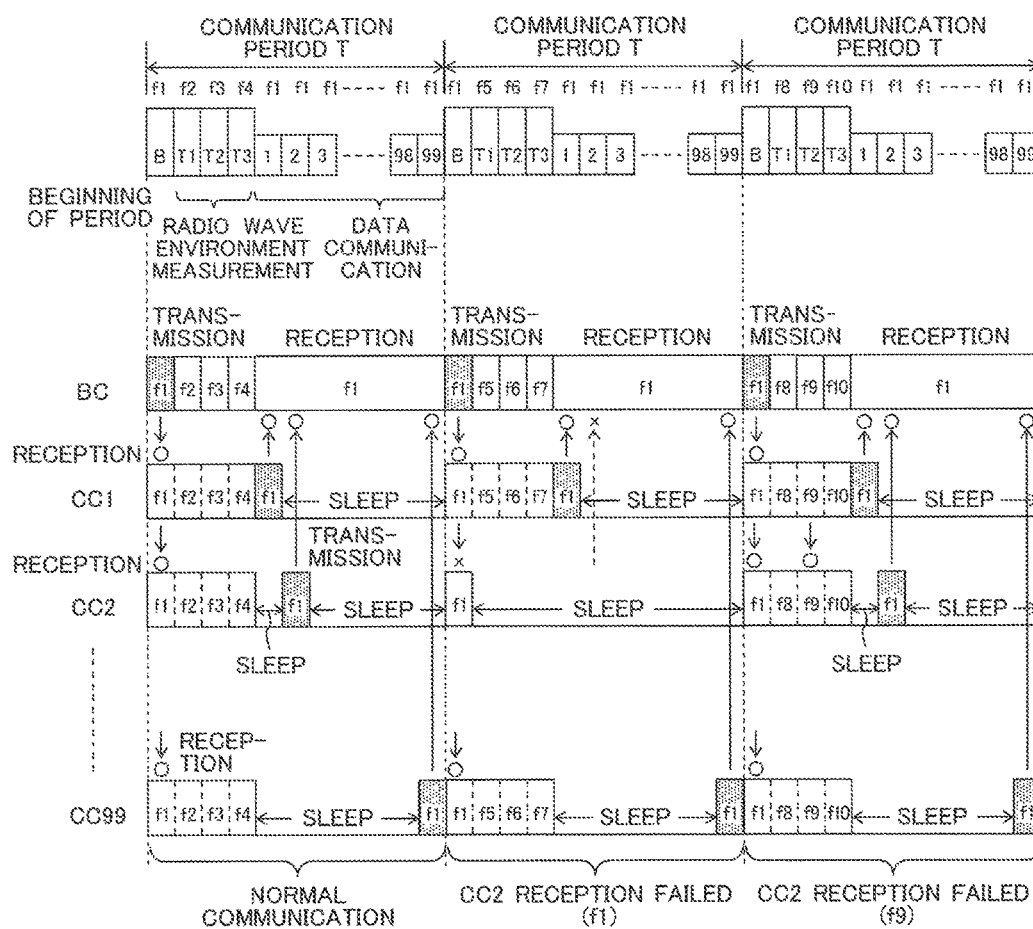 COMMUNICATION PERIOD T COMMUNICATION PERIOD T COMMUNICATION PERIOD T
f1 f2 f3 f4 f1 f1 f1 ---- f1 f1 f1 f5 f6 f7 f1 f1 f1 ---- f1 f1 f1 f8 f9 f10 f1 f1 f1 ---- f1 f1
B T1 T2 T3 1 2 3 ---- 98 99 B T1 T2 T3 1 2 3 ---- 98 99 B T1 T2 T3 1 2 3 ---- 98 99
BEGINNING OF PERIOD
RADIO WAVE ENVIRONMENT MEASUREMENT
DATA COMMUNI-CATION
TRANS-MISSION RECEPTION TRANS-MISSION RECEPTION TRANS-MISSION RECEPTION
BC f1 f2 f3 f4 f1 f1 f5 f6 f7 f1 f1 f8 f9 f10 f1
RECEPTION
CC1 f1 f2 f3 f4 f1 SLEEP f1 f5 f6 f7 f1 SLEEP f1 f8 f9 f10 f1 SLEEP
TRANS-MISSION
RECEPTION
CC2 f1 f2 f3 f4 f1 SLEEP f1 SLEEP f1 f8 f9 f10 f1 SLEEP
SLEEP SLEEP
RECEP-TION
CC99 f1 f2 f3 f4 SLEEP f1 f1 f5 f6 f7 SLEEP f1 f1 f8 f9 f10 SLEEP f1
NORMAL COMMUNICATION
CC2 RECEPTION FAILED (f1)
CC2 RECEPTION FAILED (f9)